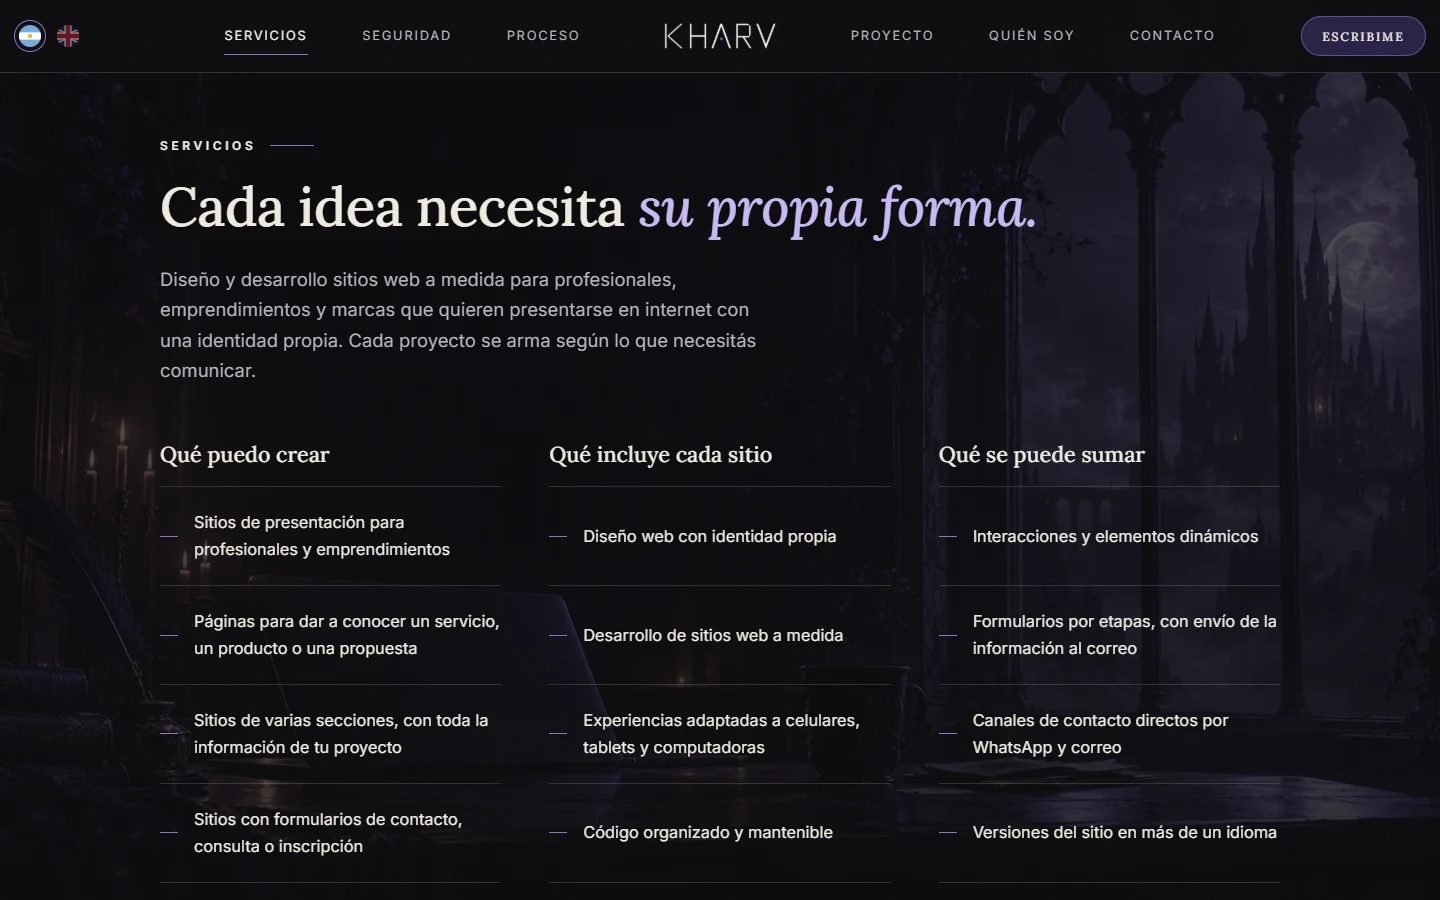 SERVICIOS
SEGURIDAD
PROCESO
KHARV
PROYECTO
QUIÉN SOY
CONTACTO
ESCRIBIME
SERVICIOS
Cada idea necesita su propia forma.
Diseño y desarrollo sitios web a medida para profesionales,
emprendimientos y marcas que quieren presentarse en internet con
una identidad propia. Cada proyecto se arma según lo que necesitás
comunicar.
Qué puedo crear
Sitios de presentación para
profesionales y emprendimientos
Páginas para dar a conocer un servicio,
un producto o una propuesta
Sitios de varias secciones, con toda la
información de tu proyecto
Sitios con formularios de contacto,
consulta o inscripción
Qué incluye cada sitio
Diseño web con identidad propia
Desarrollo de sitios web a medida
Experiencias adaptadas a celulares,
tablets y computadoras
Código organizado y mantenible
Qué se puede sumar
Interacciones y elementos dinámicos
Formularios por etapas, con envío de la
información al correo
Canales de contacto directos por
WhatsApp y correo
Versiones del sitio en más de un idioma